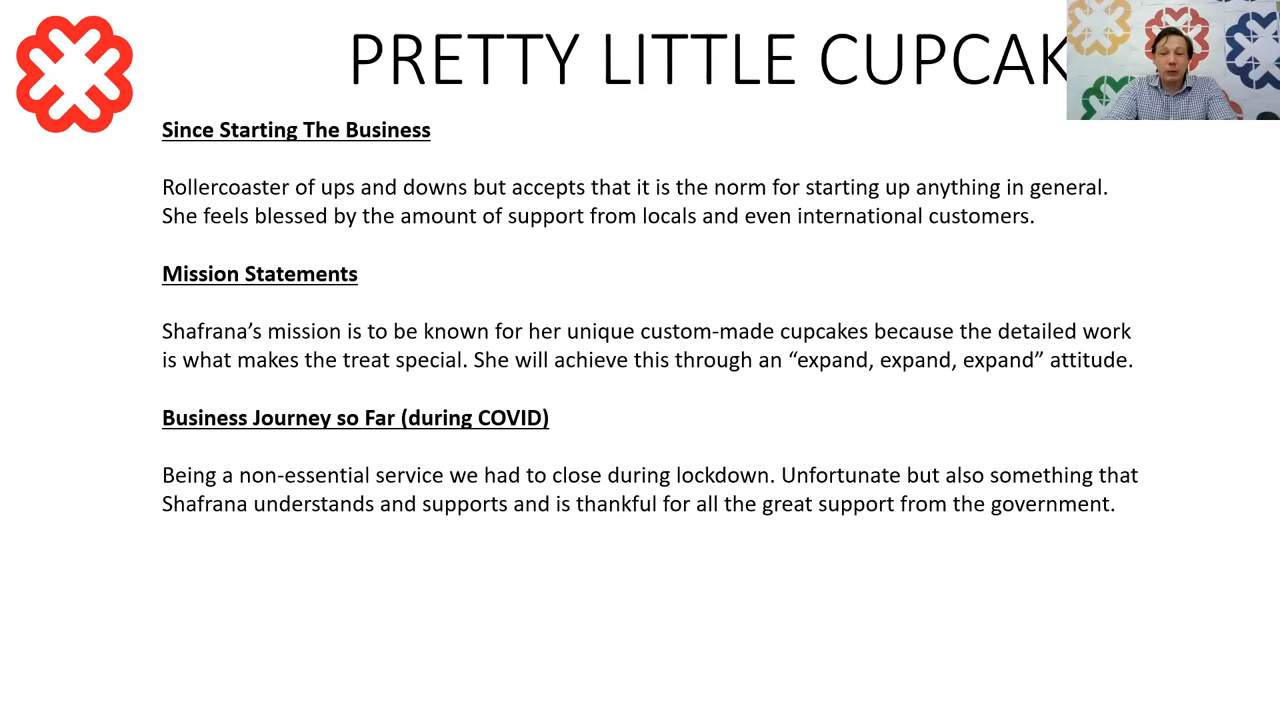 PRETTY LITTLE CUPCAK
Since Starting The Business
Rollercoaster of ups and downs but accepts that it is the norm for starting up anything in general.
She feels blessed by the amount of support from locals and even international customers.
Mission Statements
Shafrana’s mission is to be known for her unique custom-made cupcakes because the detailed work
is what makes the treat special. She will achieve this through an “expand, expand, expand” attitude.
Business Journey so Far (during COVID)
Being a non-essential service we had to close during lockdown. Unfortunate but also something that
Shafrana understands and supports and is thankful for all the great support from the government.